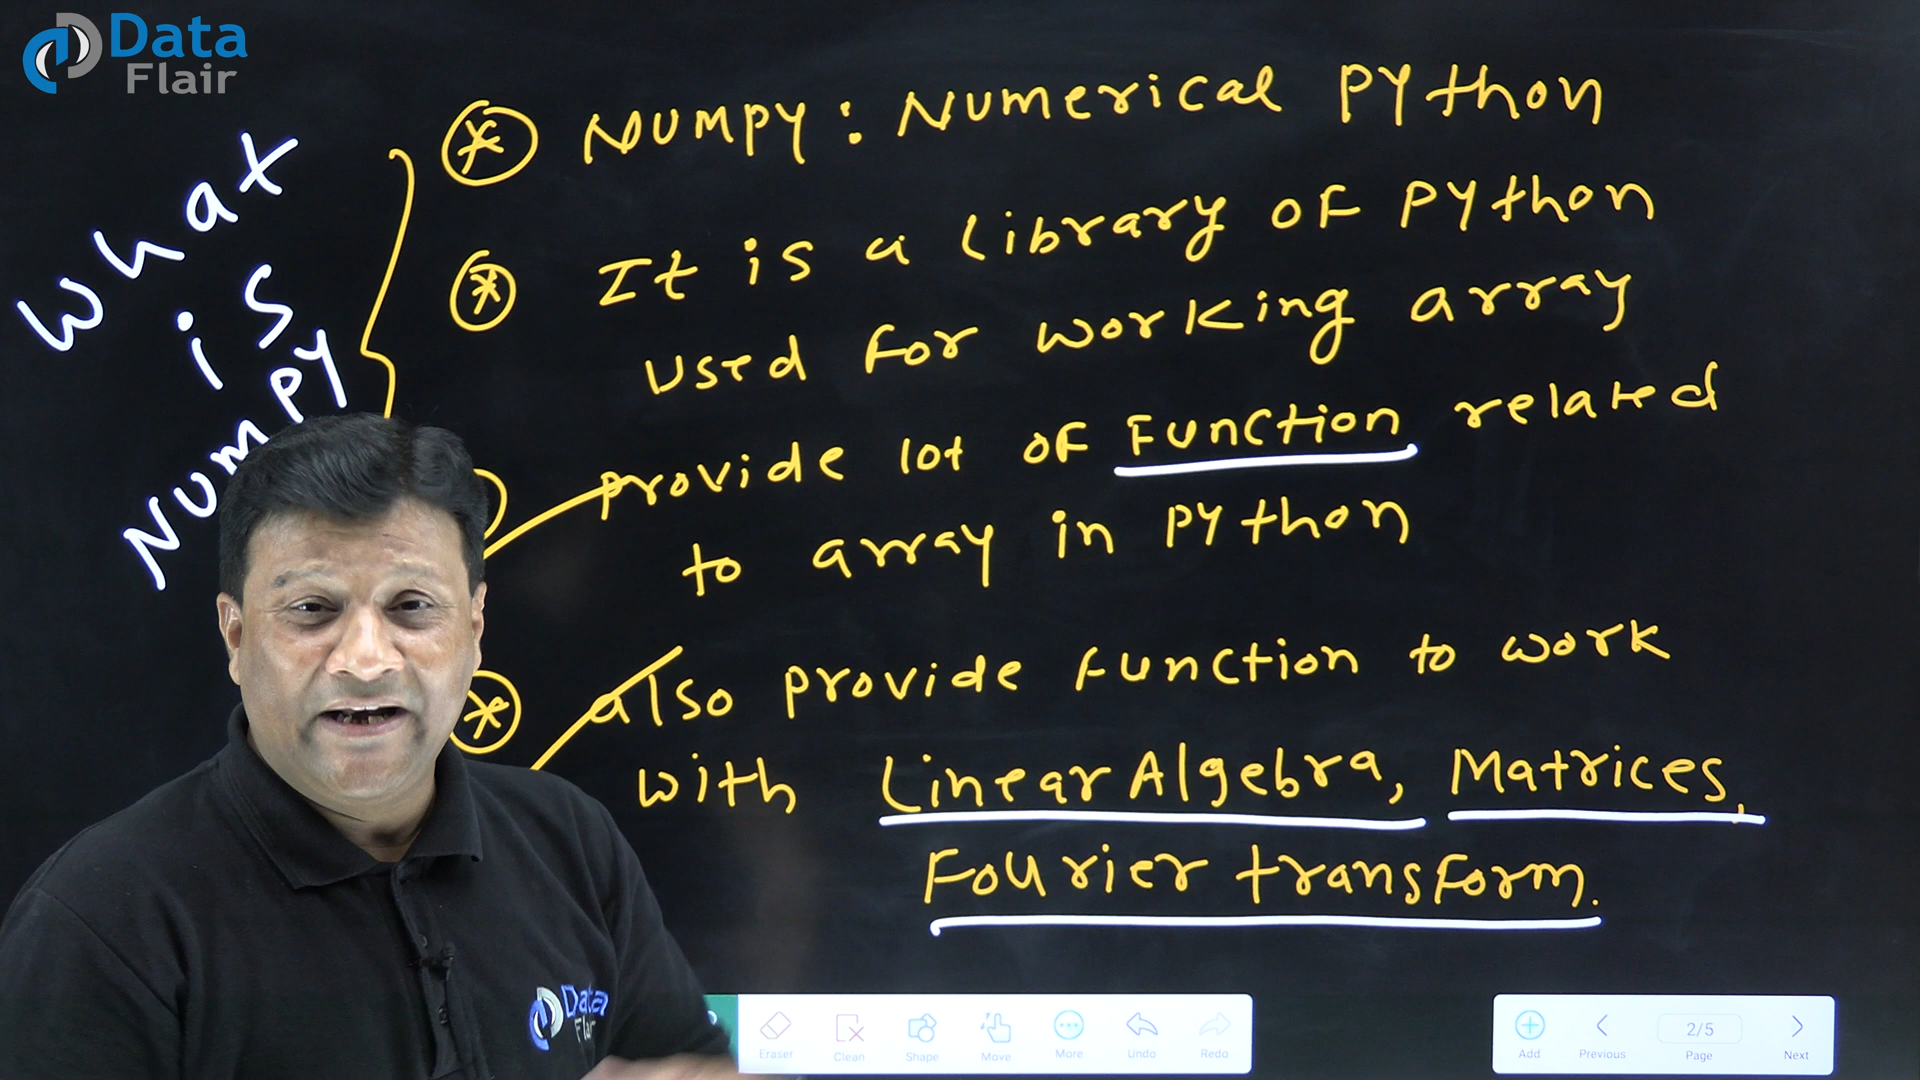 Data
Flair
What
is
Numpy
* Numpy : Numerical Python
* It is a Library of Python
used for working array
provide lot of Function related
to array in Python
* also provide function to work
with Linear Algebra, Matrices,
Fourier transform.
Data
Flair
Eraser Clean Shape Move More Undo Redo
Add Previous 2/5 Page Next